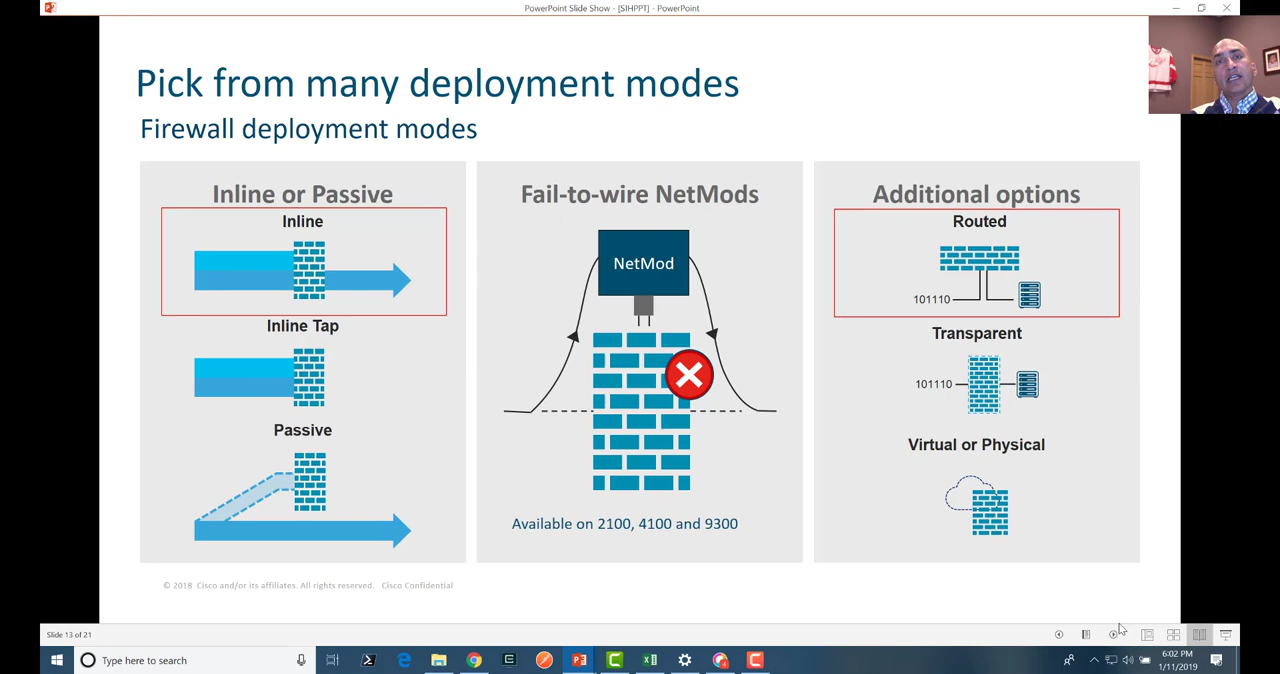 PowerPoint Slide Show - [SIHPPT] - PowerPoint
Pick from many deployment modes
Firewall deployment modes
Inline or Passive
Inline
Inline Tap
Passive
Fail-to-wire NetMods
NetMod
Available on 2100, 4100 and 9300
Additional options
Routed
101110
Transparent
101110
Virtual or Physical
© 2018 Cisco and/or its affiliates. All rights reserved. Cisco Confidential
Slide 13 of 21
Type here to search
6:02 PM
1/11/2019